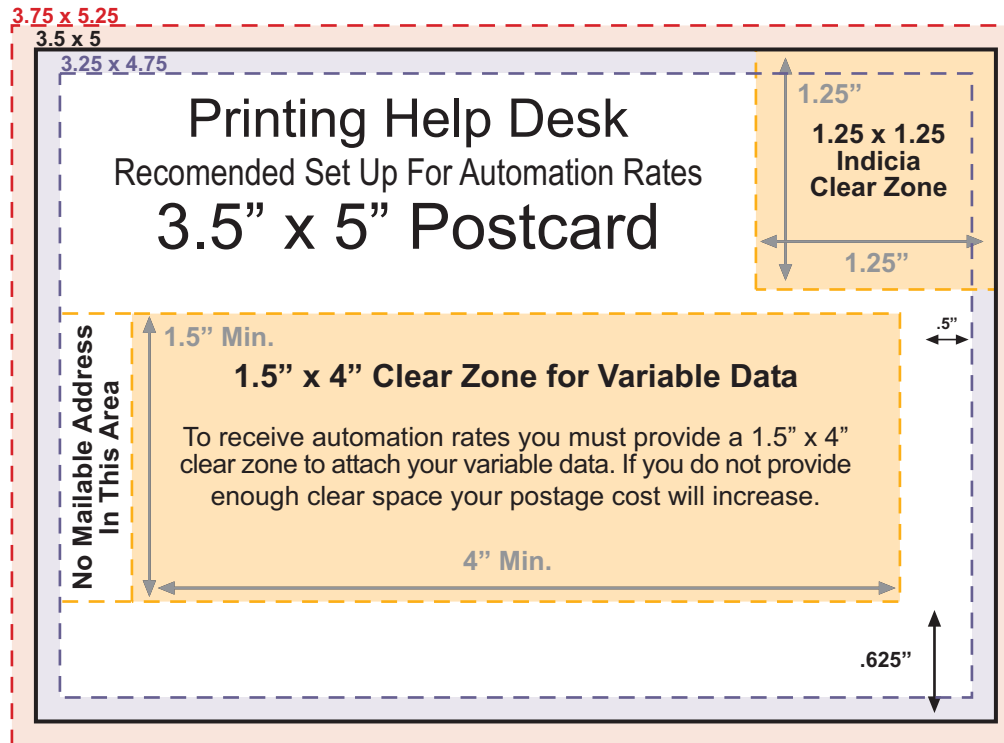 3.75 x 5.25
3.5 x 5
3.25 x 4.75
Printing Help Desk
Recomended Set Up For Automation Rates
3.5” x 5” Postcard
1.25”
1.25 x 1.25
Indicia
Clear Zone
1.25”
No Mailable Address
In This Area
1.5” Min.
1.5” x 4” Clear Zone for Variable Data
To receive automation rates you must provide a 1.5” x 4”
clear zone to attach your variable data. If you do not provide
enough clear space your postage cost will increase.
4” Min.
.5”
.625”